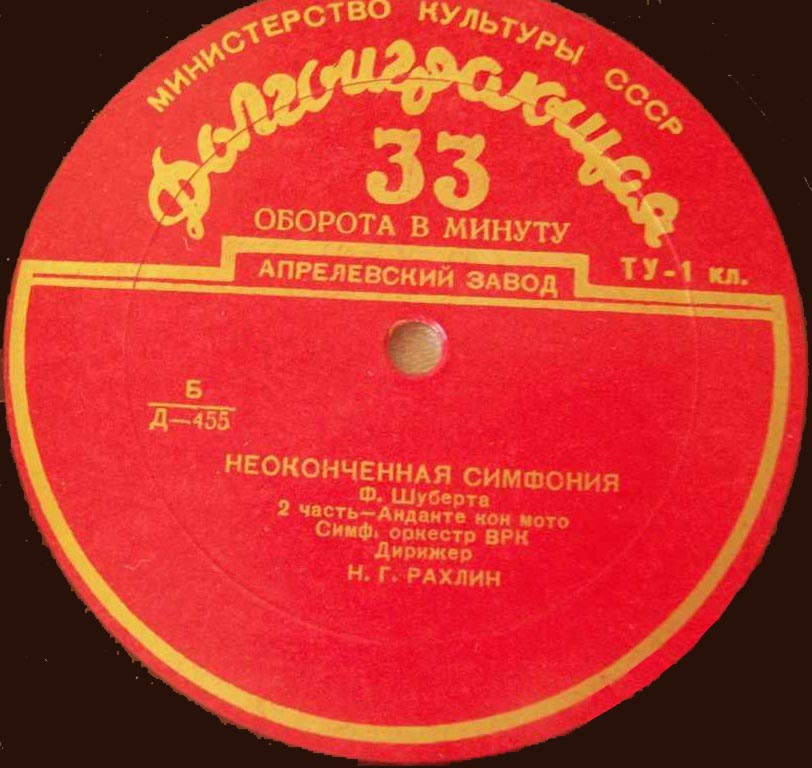 МИНИСТЕРСТВО КУЛЬТУРЫ СССР
Долгоиграющая
33
ОБОРОТА В МИНУТУ
ТУ-1 кл.
АПРЕЛЕВСКИЙ ЗАВОД
Б
Д—455
НЕОКОНЧЕННАЯ СИМФОНИЯ
Ф. Шуберта
2 часть—Анданте кон мото
Симф. оркестр ВРК
Дирижер
Н. Г. РАХЛИН